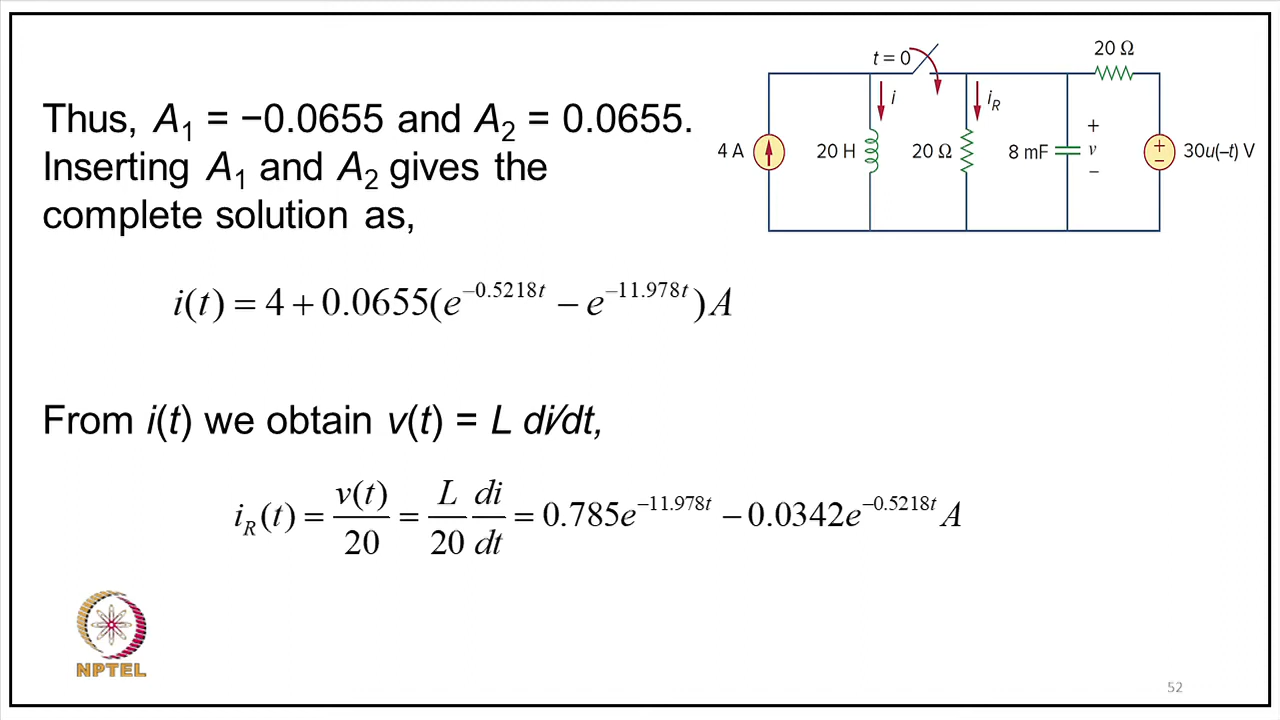 Thus, A₁ = −0.0655 and A₂ = 0.0655.
Inserting A₁ and A₂ gives the
complete solution as,
i(t) = 4 + 0.0655(e^{−0.5218t} − e^{−11.978t}) A
From i(t) we obtain v(t) = L di⁄dt,
i_R(t) = v(t)/20 = L/20 di/dt = 0.785e^{−11.978t} − 0.0342e^{−0.5218t} A
t = 0
20 Ω
i
i_R
+
4 A
20 H
20 Ω
8 mF
v
+
−
30u(–t) V
−
NPTEL
52